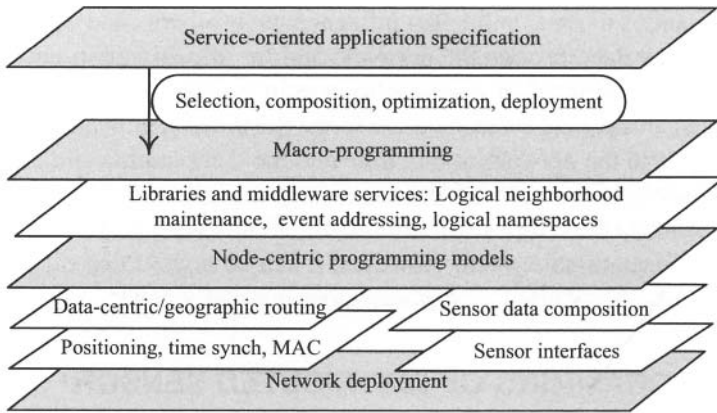 Service-oriented application specification
Selection, composition, optimization, deployment
Macro-programming
Libraries and middleware services: Logical neighborhood
maintenance, event addressing, logical namespaces
Node-centric programming models
Data-centric/geographic routing
Sensor data composition
Positioning, time synch, MAC
Sensor interfaces
Network deployment